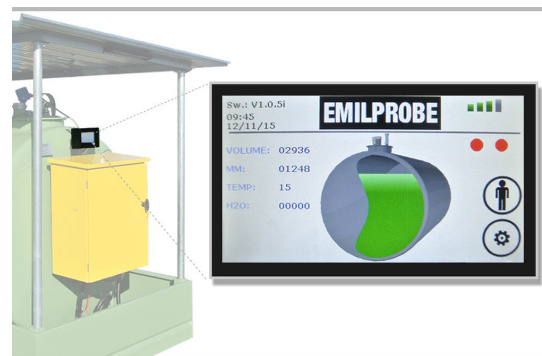 Sw.: V1.0.5i
09:45
12/11/15
EMILPROBE
VOLUME: 02936
MM: 01248
TEMP: 15
H2O: 00000